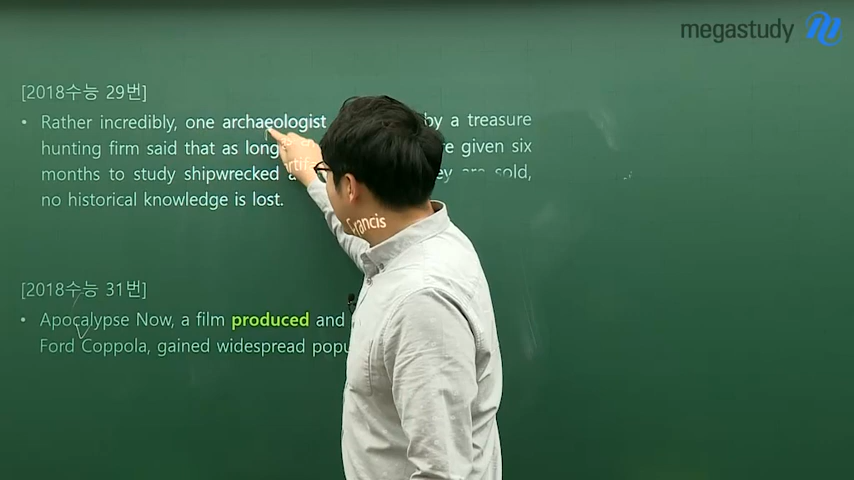 megastudy
[2018수능 29번]
• Rather incredibly, one archaeologist by a treasure
hunting firm said that as long given six
months to study shipwrecked sold,
no historical knowledge is lost.
[2018수능 31번]
• Apocalypse Now, a film produced and Francis
Ford Coppola, gained widespread